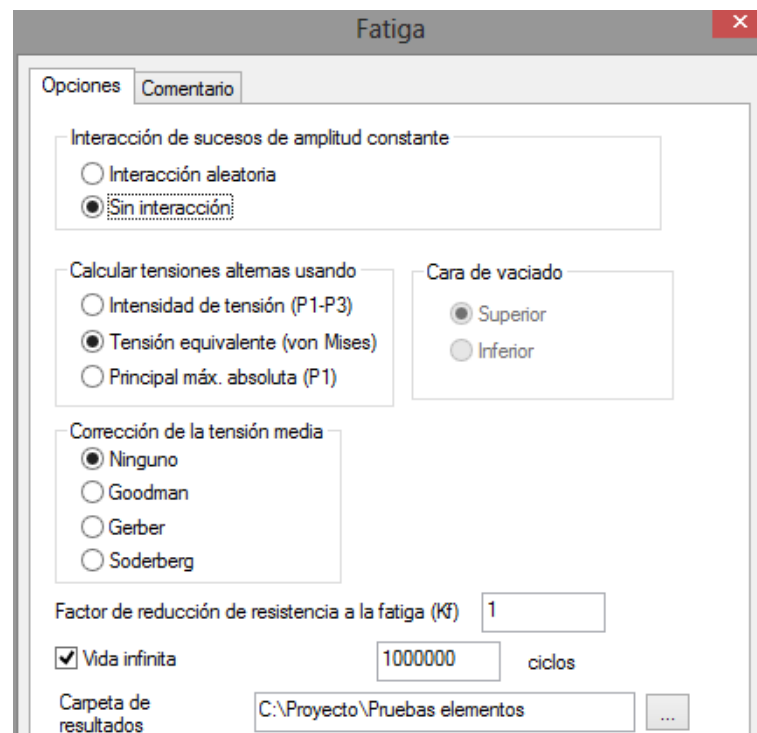 Fatiga
Opciones
Comentario
Interacción de sucesos de amplitud constante
Interacción aleatoria
Sin interacción
Calcular tensiones alternas usando
Intensidad de tensión (P1-P3)
Tensión equivalente (von Mises)
Principal máx. absoluta (P1)
Cara de vaciado
Superior
Inferior
Corrección de la tensión media
Ninguno
Goodman
Gerber
Soderberg
Factor de reducción de resistencia a la fatiga (Kf) 1
Vida infinita 1000000 ciclos
Carpeta de
resultados
C:\Proyecto\Pruebas elementos
...